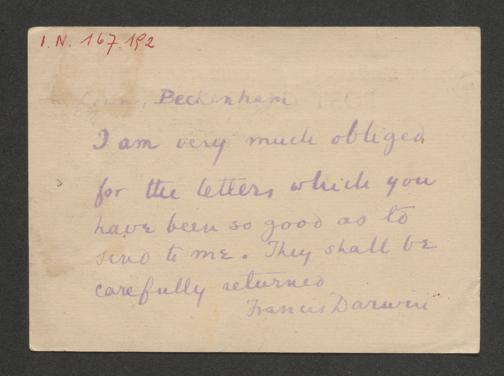 I.N. 167.192
Down, Beckenham
I am very much obliged
for the letters which you
have been so good as to
send to me. They shall be
carefully returned
Francis Darwin